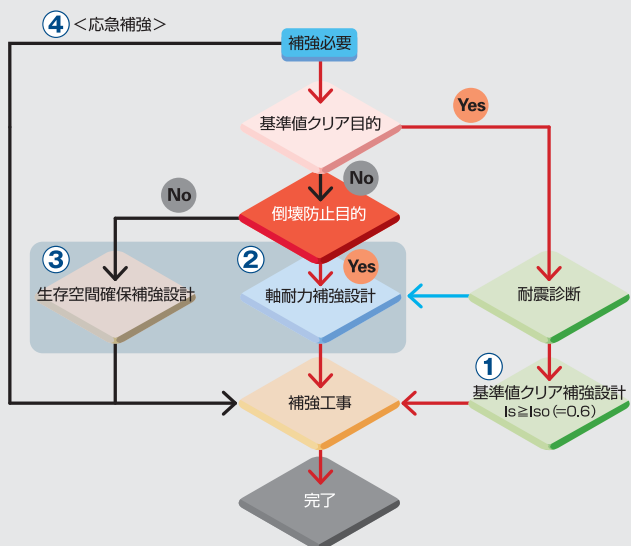 ④ <応急補強>
補強必要
Yes
基準値クリア目的
No
No
倒壊防止目的
③
②
Yes
生存空間確保補強設計
軸耐力補強設計
耐震診断
①
補強工事
基準値クリア補強設計
Is≧Iso(=0.6)
完了